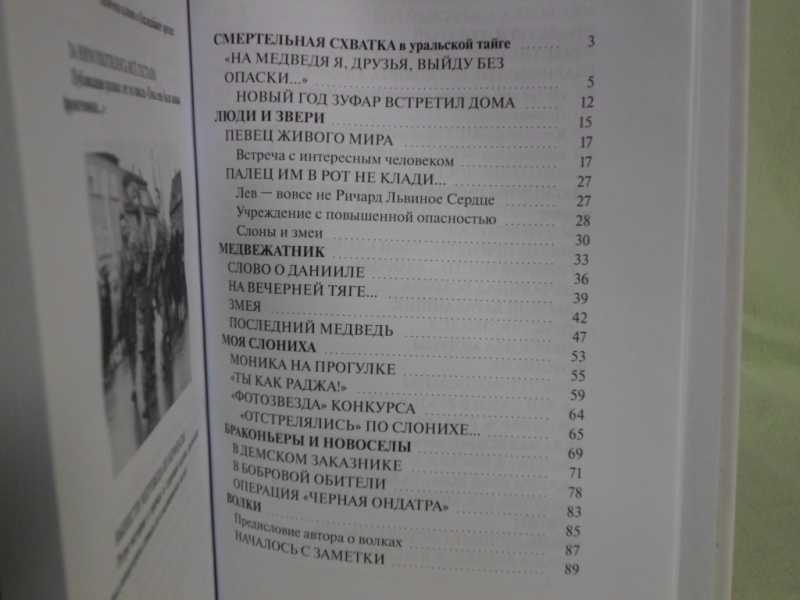 СМЕРТЕЛЬНАЯ СХВАТКА в уральской тайге 3
«НА МЕДВЕДЯ Я, ДРУЗЬЯ, ВЫЙДУ БЕЗ
ОПАСКИ...» 5
НОВЫЙ ГОД ЗУФАР ВСТРЕТИЛ ДОМА 12
ЛЮДИ И ЗВЕРИ 15
ПЕВЕЦ ЖИВОГО МИРА 17
Встреча с интересным человеком 17
ПАЛЕЦ ИМ В РОТ НЕ КЛАДИ... 27
Лев — вовсе не Ричард Львиное Сердце 27
Учреждение с повышенной опасностью 28
Слоны и змеи 30
МЕДВЕЖАТНИК 33
СЛОВО О ДАНИИЛЕ 36
НА ВЕЧЕРНЕЙ ТЯГЕ... 39
ЗМЕЯ 42
ПОСЛЕДНИЙ МЕДВЕДЬ 47
МОЯ СЛОНИХА 53
МОНИКА НА ПРОГУЛКЕ 55
«ТЫ КАК РАДЖА!» 59
«ФОТОЗВЕЗДА» КОНКУРСА 64
«ОТСТРЕЛЯЛИСЬ» ПО СЛОНИХЕ... 65
БРАКОНЬЕРЫ И НОВОСЕЛЫ 69
В ДЕМСКОМ ЗАКАЗНИКЕ 71
В БОБРОВОЙ ОБИТЕЛИ 78
ОПЕРАЦИЯ «ЧЕРНАЯ ОНДАТРА» 83
ВОЛКИ 85
Предисловие автора о волках 87
НАЧАЛОСЬ С ЗАМЕТКИ 89